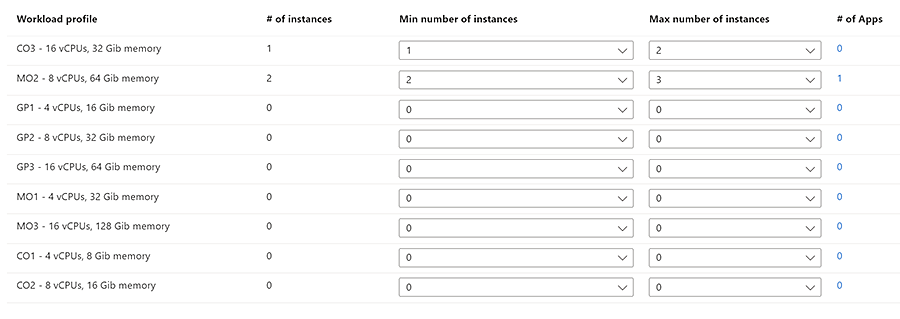 Workload profile # of instances Min number of instances Max number of instances # of Apps
CO3 - 16 vCPUs, 32 Gib memory 1 1 2 0
MO2 - 8 vCPUs, 64 Gib memory 2 2 3 1
GP1 - 4 vCPUs, 16 Gib memory 0 0 0 0
GP2 - 8 vCPUs, 32 Gib memory 0 0 0 0
GP3 - 16 vCPUs, 64 Gib memory 0 0 0 0
MO1 - 4 vCPUs, 32 Gib memory 0 0 0 0
MO3 - 16 vCPUs, 128 Gib memory 0 0 0 0
CO1 - 4 vCPUs, 8 Gib memory 0 0 0 0
CO2 - 8 vCPUs, 16 Gib memory 0 0 0 0